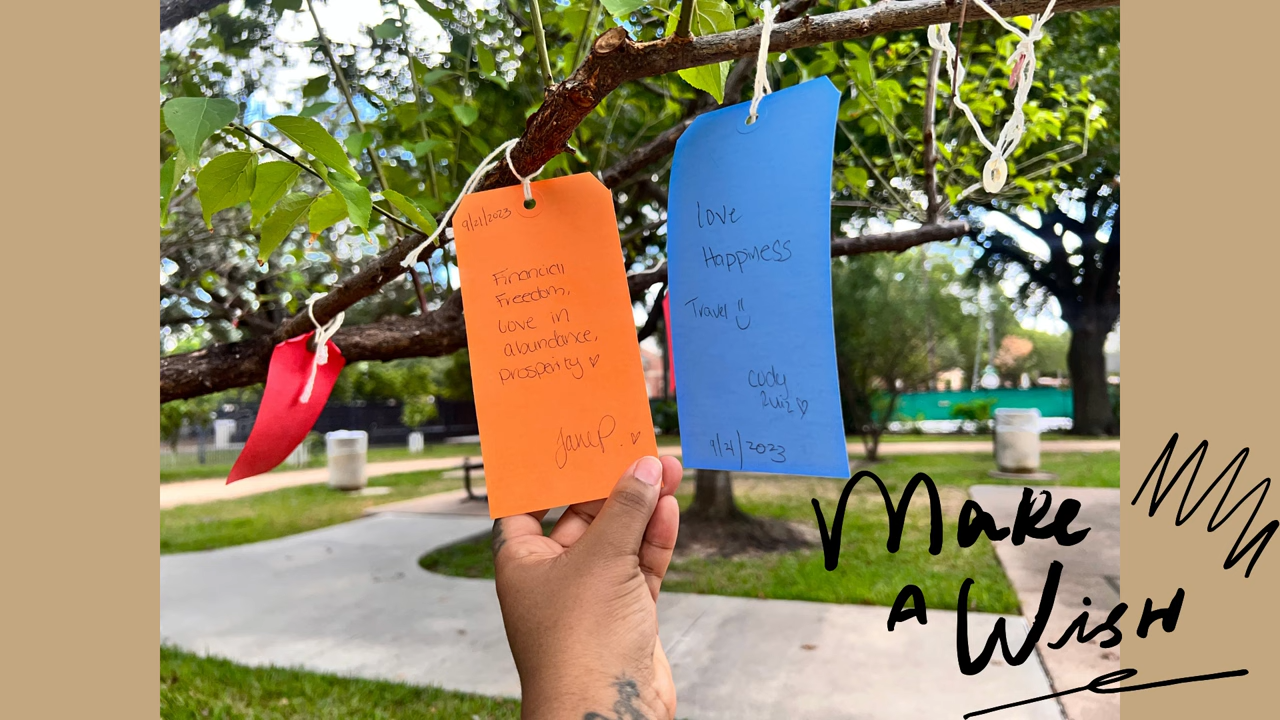 9/21/2023
Financial
Freedom,
Love in
abundance,
prosperity ♡
Jane P. ♡
Love
Happiness
Travel
Cody
Ruiz ♡
9/21/2023
Make
A Wish